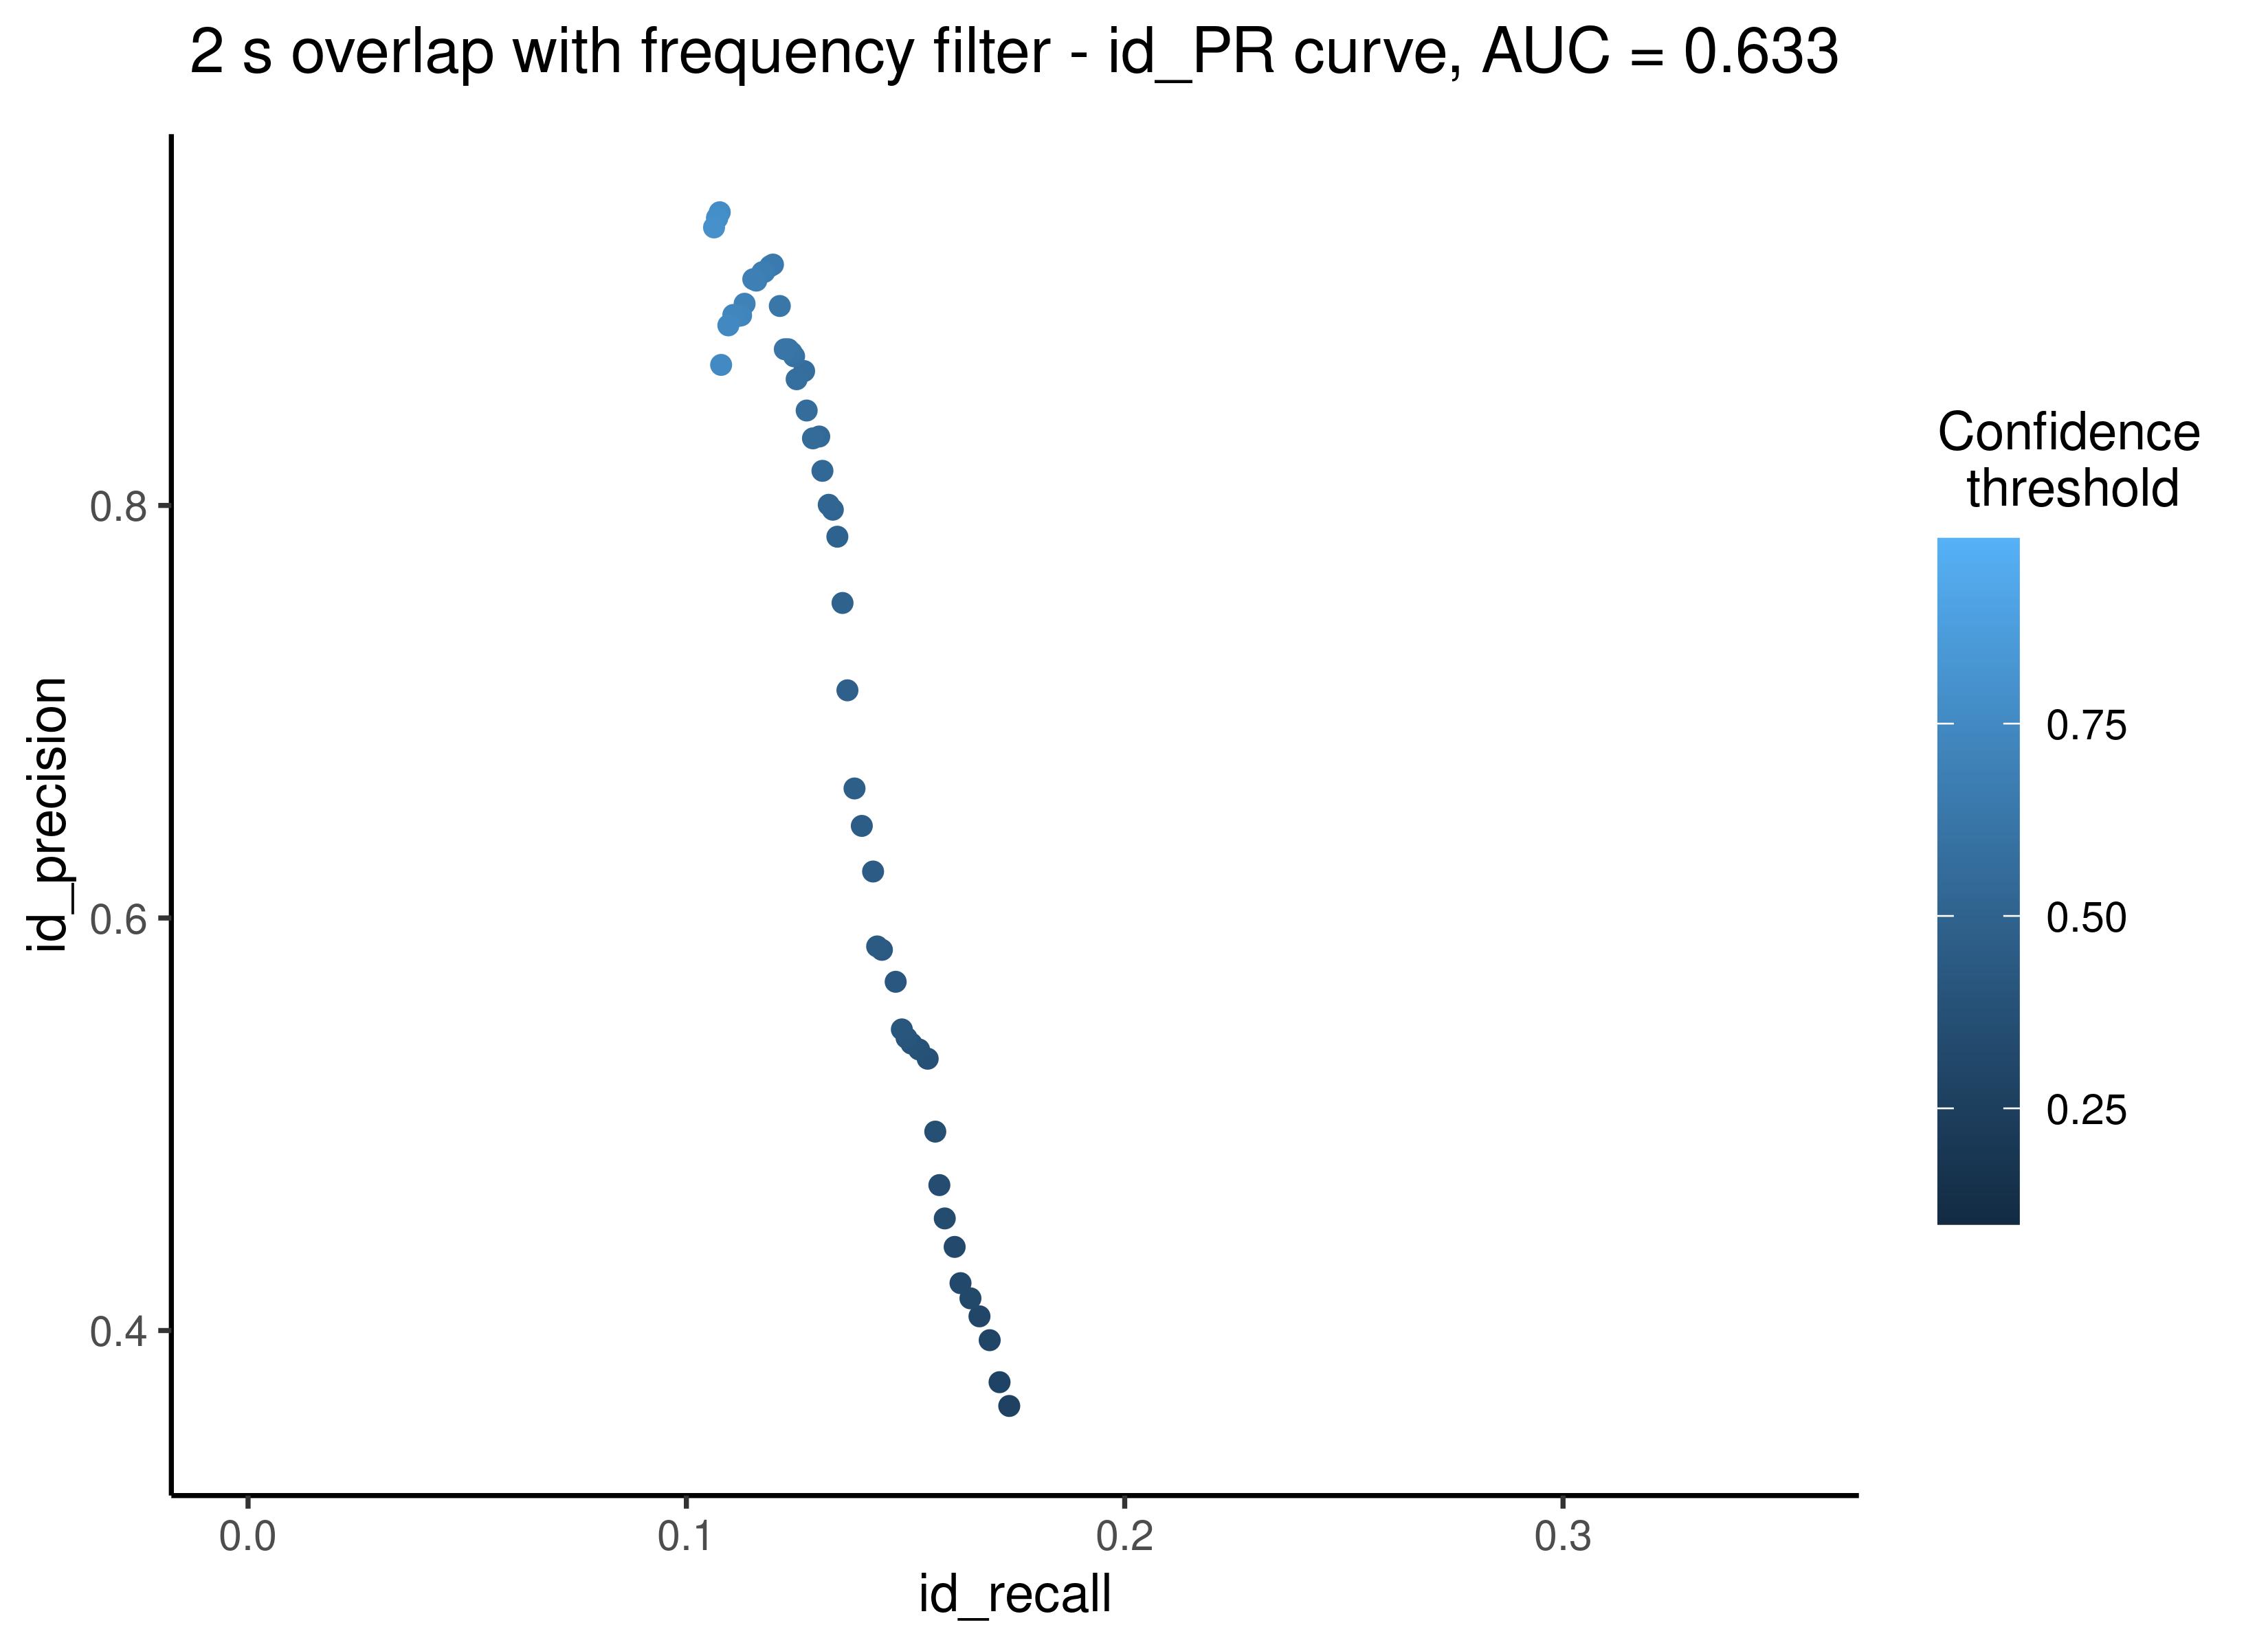 2 s overlap with frequency filter - id_PR curve, AUC = 0.633
id_precision
0.8
0.6
0.4
0.0
0.1
0.2
0.3
id_recall
Confidence
threshold
0.75
0.50
0.25